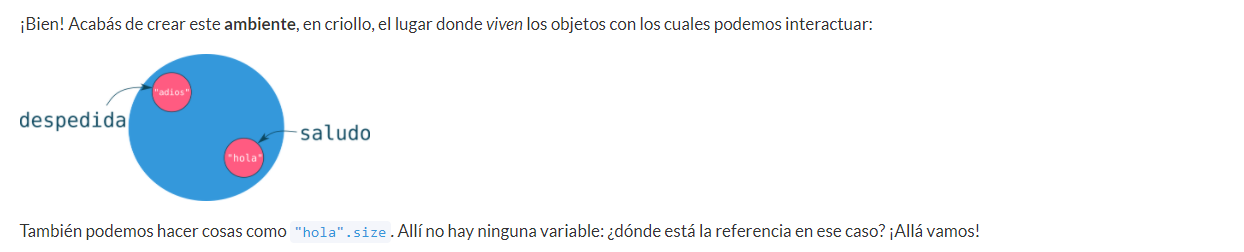 ¡Bien! Acabás de crear este ambiente, en criollo, el lugar donde viven los objetos con los cuales podemos interactuar:
"adios"
despedida
saludo
"hola"
También podemos hacer cosas como "hola".size. Allí no hay ninguna variable: ¿dónde está la referencia en ese caso? ¡Allá vamos!